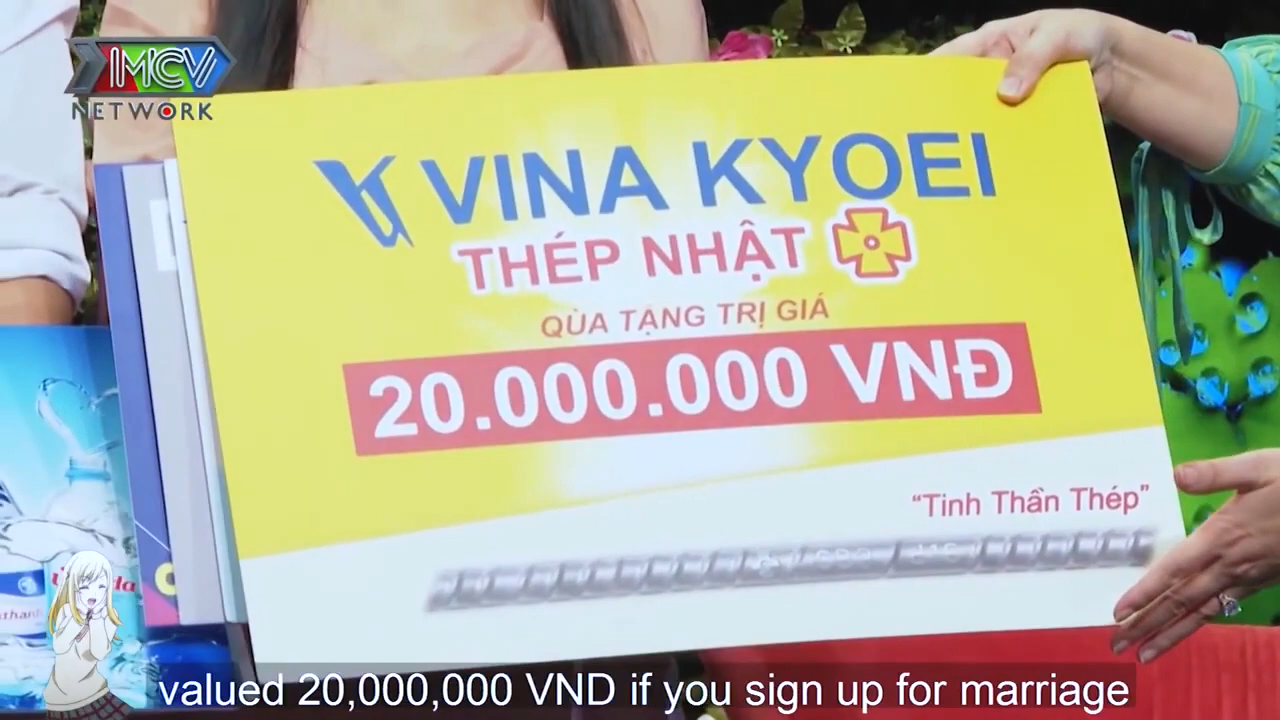 MCV
NETWORK
VINA KYOEI
THÉP NHẬT
QÙA TẶNG TRỊ GIÁ
20.000.000 VNĐ
“Tinh Thần Thép”
valued 20,000,000 VND if you sign up for marriage